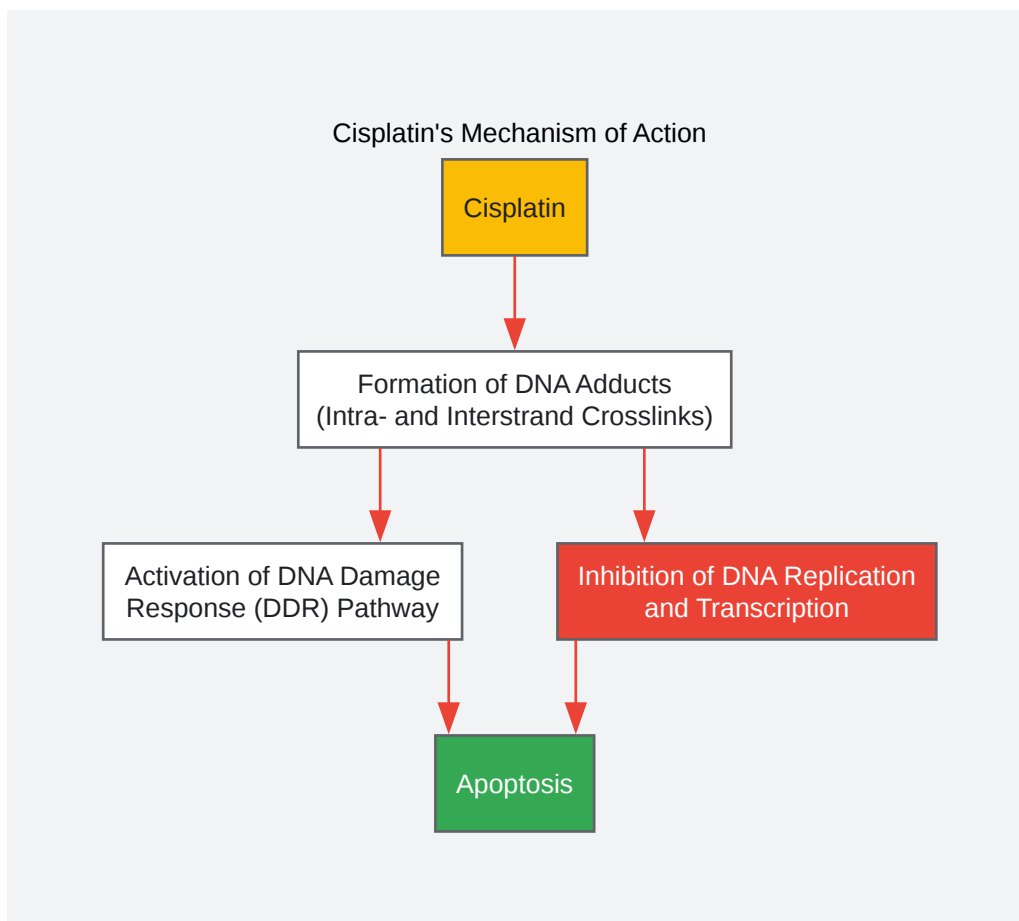 Cisplatin's Mechanism of Action
Cisplatin
Formation of DNA Adducts
(Intra- and Interstrand Crosslinks)
Activation of DNA Damage
Response (DDR) Pathway
Inhibition of DNA Replication
and Transcription
Apoptosis